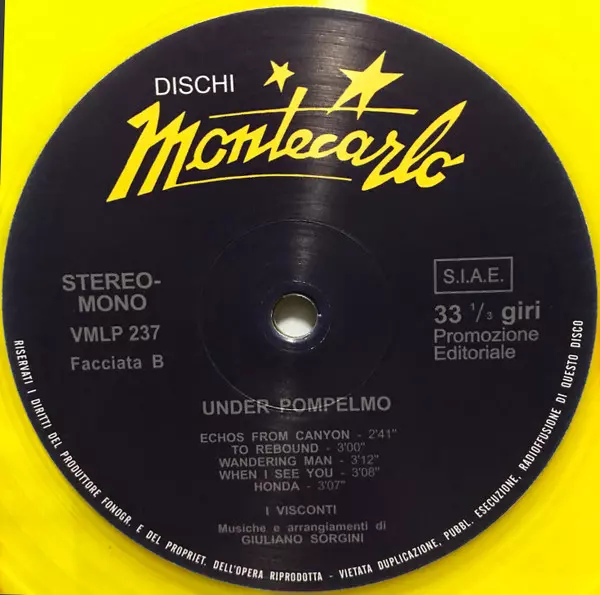 DISCHI
Montecarlo
STEREO-
MONO
VMLP 237
Facciata B
S.I.A.E.
33 1/3 giri
Promozione
Editoriale
UNDER POMPELMO
ECHOS FROM CANYON - 2'41"
TO REBOUND - 3'00"
WANDERING MAN - 3'12"
WHEN I SEE YOU - 3'08"
HONDA - 3'07"
I VISCONTI
Musiche e arrangiamenti di
GIULIANO SORGINI
RISERVATI I DIRITTI DEL PRODUTTORE FONOGR. E DEL PROPRIET. DELL'OPERA RIPRODOTTA - VIETATA DUPLICAZIONE, PUBBL. ESECUZIONE, RADIOFFUSIONE DI QUESTO DISCO